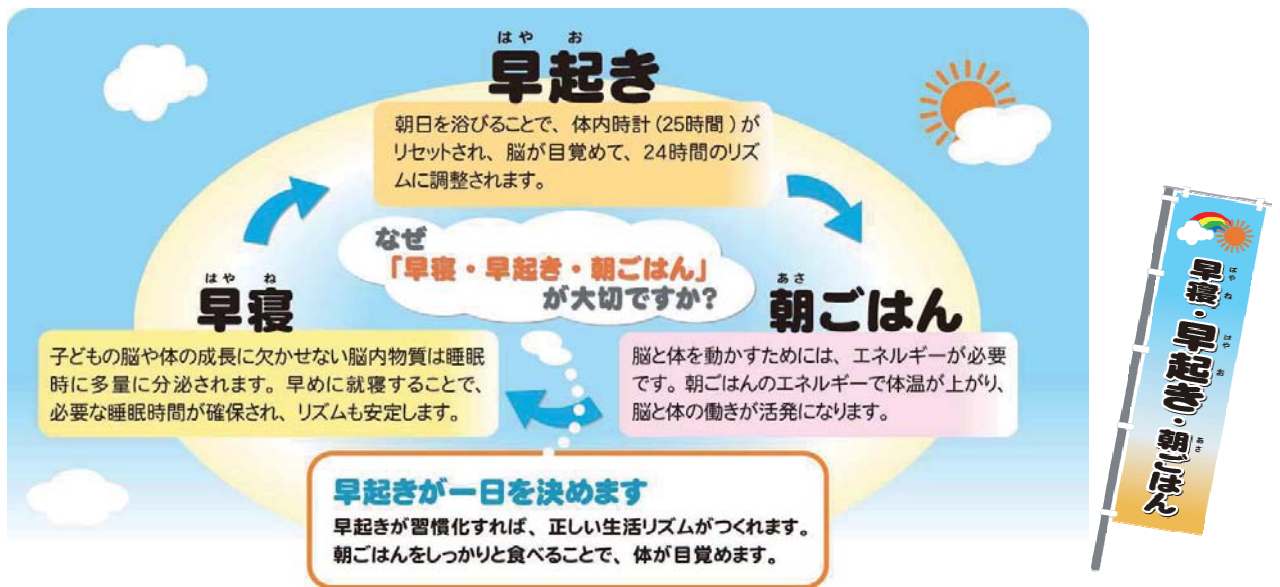 はや お
早起き
朝日を浴びることで、体内時計(25時間)が
リセットされ、脳が目覚めて、24時間のリズ
ムに調整されます。
なぜ
「早寝・早起き・朝ごはん」
が大切ですか?
はや ね
早寝
子どもの脳や体の成長に欠かせない脳内物質は睡眠
時に多量に分泌されます。早めに就寝することで、
必要な睡眠時間が確保され、リズムも安定します。
あさ
朝ごはん
脳と体を動かすためには、エネルギーが必要
です。朝ごはんのエネルギーで体温が上がり、
脳と体の働きが活発になります。
早起きが一日を決めます
早起きが習慣化すれば、正しい生活リズムがつくれます。
朝ごはんをしっかりと食べることで、体が目覚めます。
はや ね はや お あさ
早寝・早起き・朝ごはん